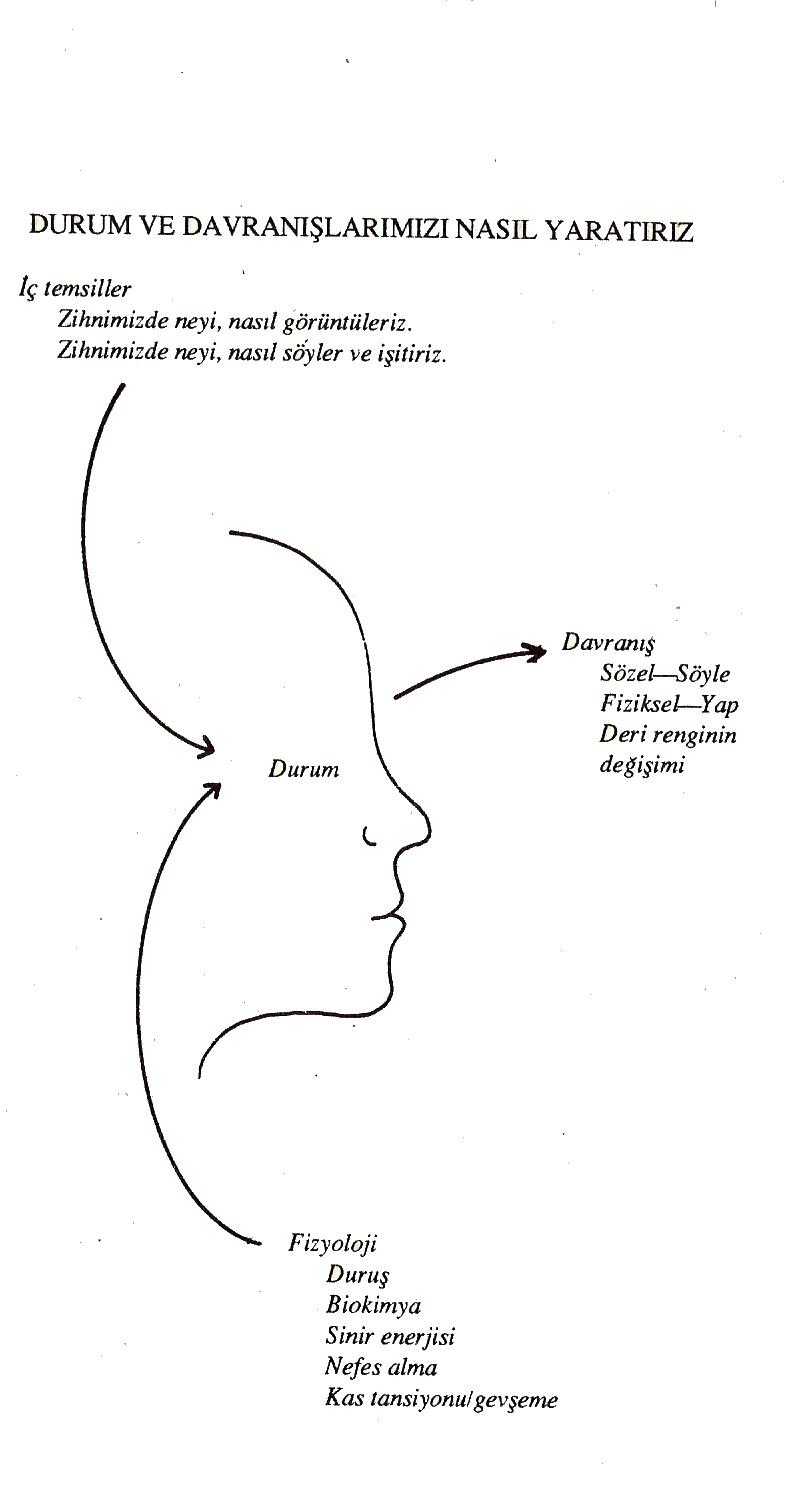 DURUM VE DAVRANIŞLARIMIZI NASIL YARATIRIZ
İç temsiller
Zihnimizde neyi, nasıl görüntüleriz.
Zihnimizde neyi, nasıl söyler ve işitiriz.
Davranış
Sözel—Söyle
Fiziksel—Yap
Deri renginin
değişimi
Durum
Fizyoloji
Duruş
Biokimya
Sinir enerjisi
Nefes alma
Kas tansiyonu/gevşeme